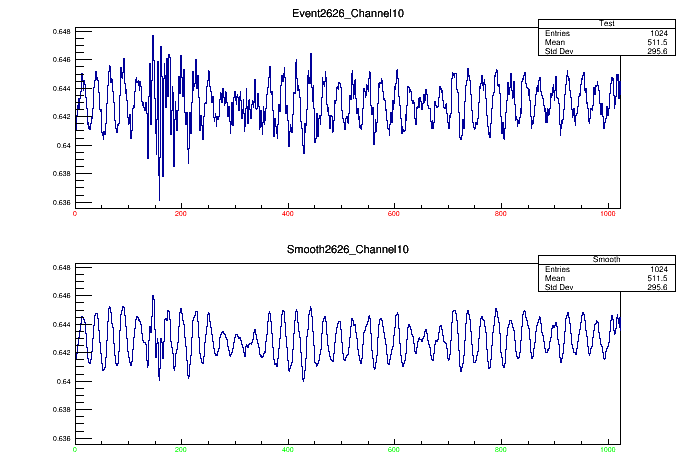 Event2626_Channel10
Test
Entries 1024
Mean 511.5
Std Dev 295.6
0.648
0.646
0.644
0.642
0.64
0.638
0.636
0 200 400 600 800 1000
Smooth2626_Channel10
Smooth
Entries 1024
Mean 511.5
Std Dev 295.6
0.648
0.646
0.644
0.642
0.64
0.638
0.636
0 200 400 600 800 1000